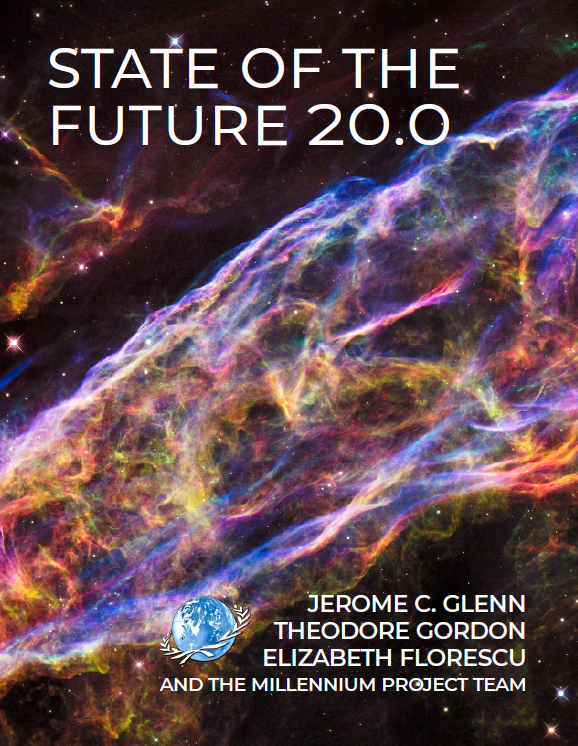 STATE OF THE
FUTURE 20.0
JEROME C. GLENN
THEODORE GORDON
ELIZABETH FLORESCU
AND THE MILLENNIUM PROJECT TEAM